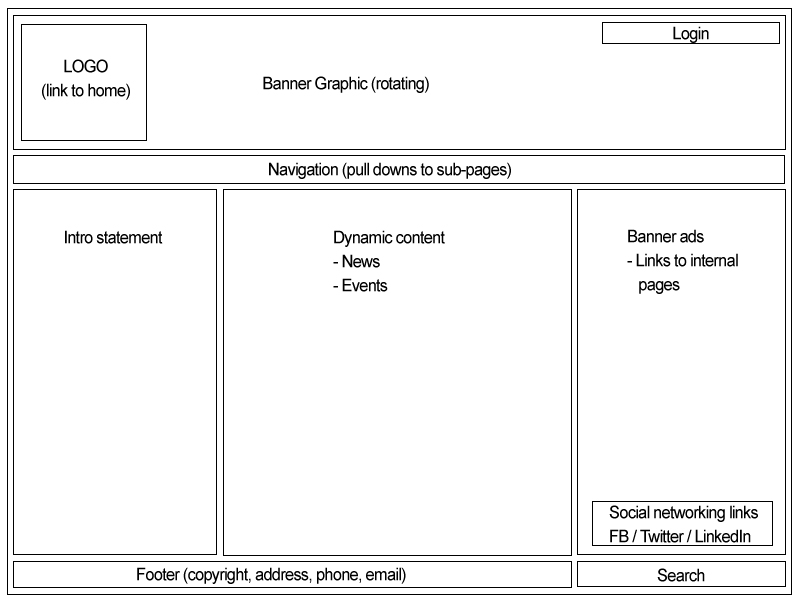 Login
LOGO
(link to home)
Banner Graphic (rotating)
Navigation (pull downs to sub-pages)
Intro statement
Dynamic content
- News
- Events
Banner ads
- Links to internal
pages
Social networking links
FB / Twitter / LinkedIn
Footer (copyright, address, phone, email)
Search